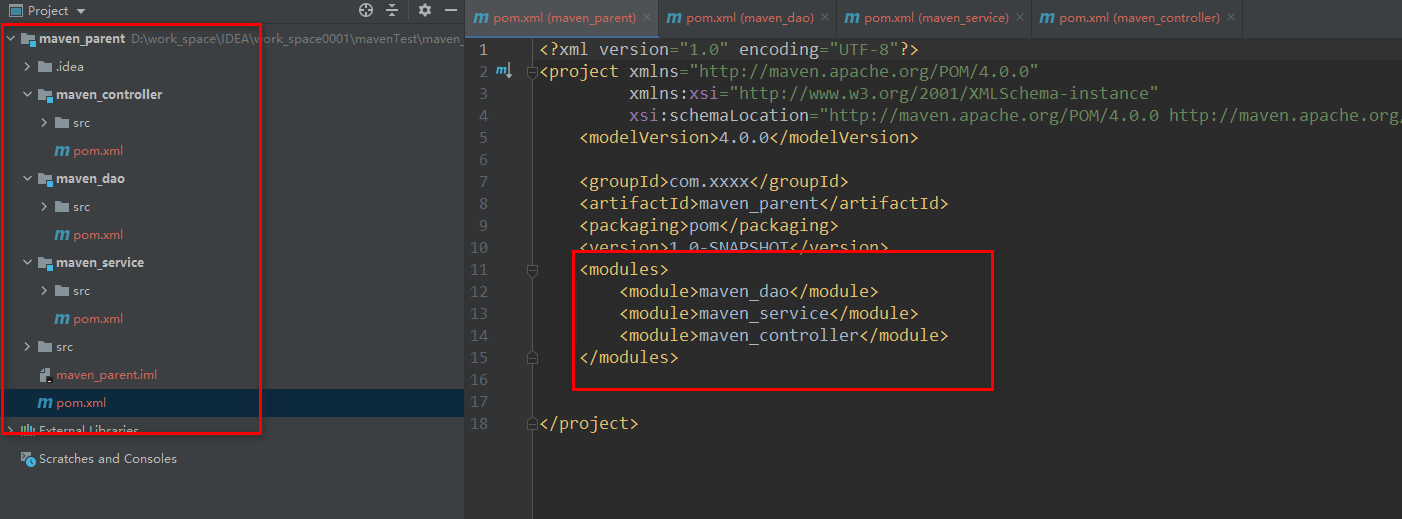 Project
maven_parent D:\work_space\IDEA\work_space0001\mavenTest\maven_
.idea
maven_controller
src
pom.xml
maven_dao
src
pom.xml
maven_service
src
pom.xml
src
maven_parent.iml
pom.xml
External Libraries
Scratches and Consoles
pom.xml (maven_parent) × pom.xml (maven_dao) × pom.xml (maven_service) × pom.xml (maven_controller) ×
1 <?xml version="1.0" encoding="UTF-8"?>
2 <project xmlns="http://maven.apache.org/POM/4.0.0"
3 xmlns:xsi="http://www.w3.org/2001/XMLSchema-instance"
4 xsi:schemaLocation="http://maven.apache.org/POM/4.0.0 http://maven.apache.org/
5 <modelVersion>4.0.0</modelVersion>
6
7 <groupId>com.xxxx</groupId>
8 <artifactId>maven_parent</artifactId>
9 <packaging>pom</packaging>
10 <version>1.0-SNAPSHOT</version>
11 <modules>
12 <module>maven_dao</module>
13 <module>maven_service</module>
14 <module>maven_controller</module>
15 </modules>
16
17
18 </project>